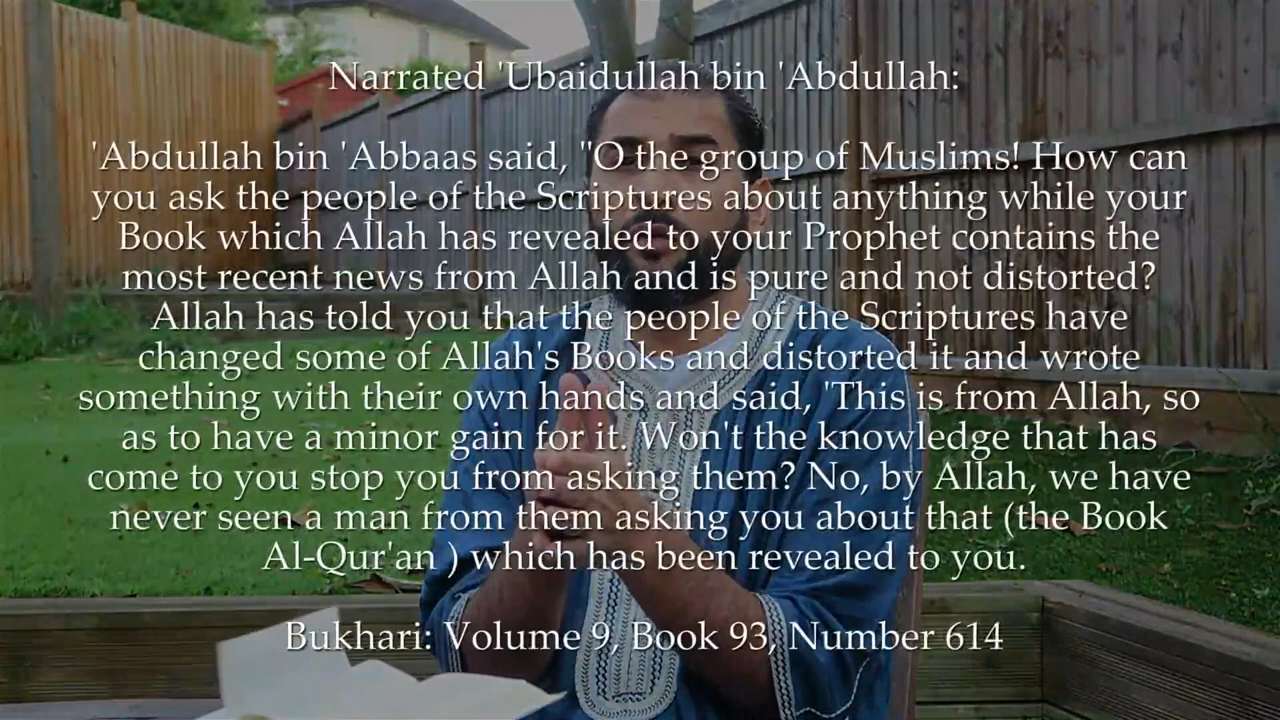 Narrated 'Ubaidullah bin 'Abdullah:
'Abdullah bin 'Abbaas said, "O the group of Muslims! How can
you ask the people of the Scriptures about anything while your
Book which Allah has revealed to your Prophet contains the
most recent news from Allah and is pure and not distorted?
Allah has told you that the people of the Scriptures have
changed some of Allah's Books and distorted it and wrote
something with their own hands and said, 'This is from Allah, so
as to have a minor gain for it. Won't the knowledge that has
come to you stop you from asking them? No, by Allah, we have
never seen a man from them asking you about that (the Book
Al-Qur'an ) which has been revealed to you.
Bukhari: Volume 9, Book 93, Number 614